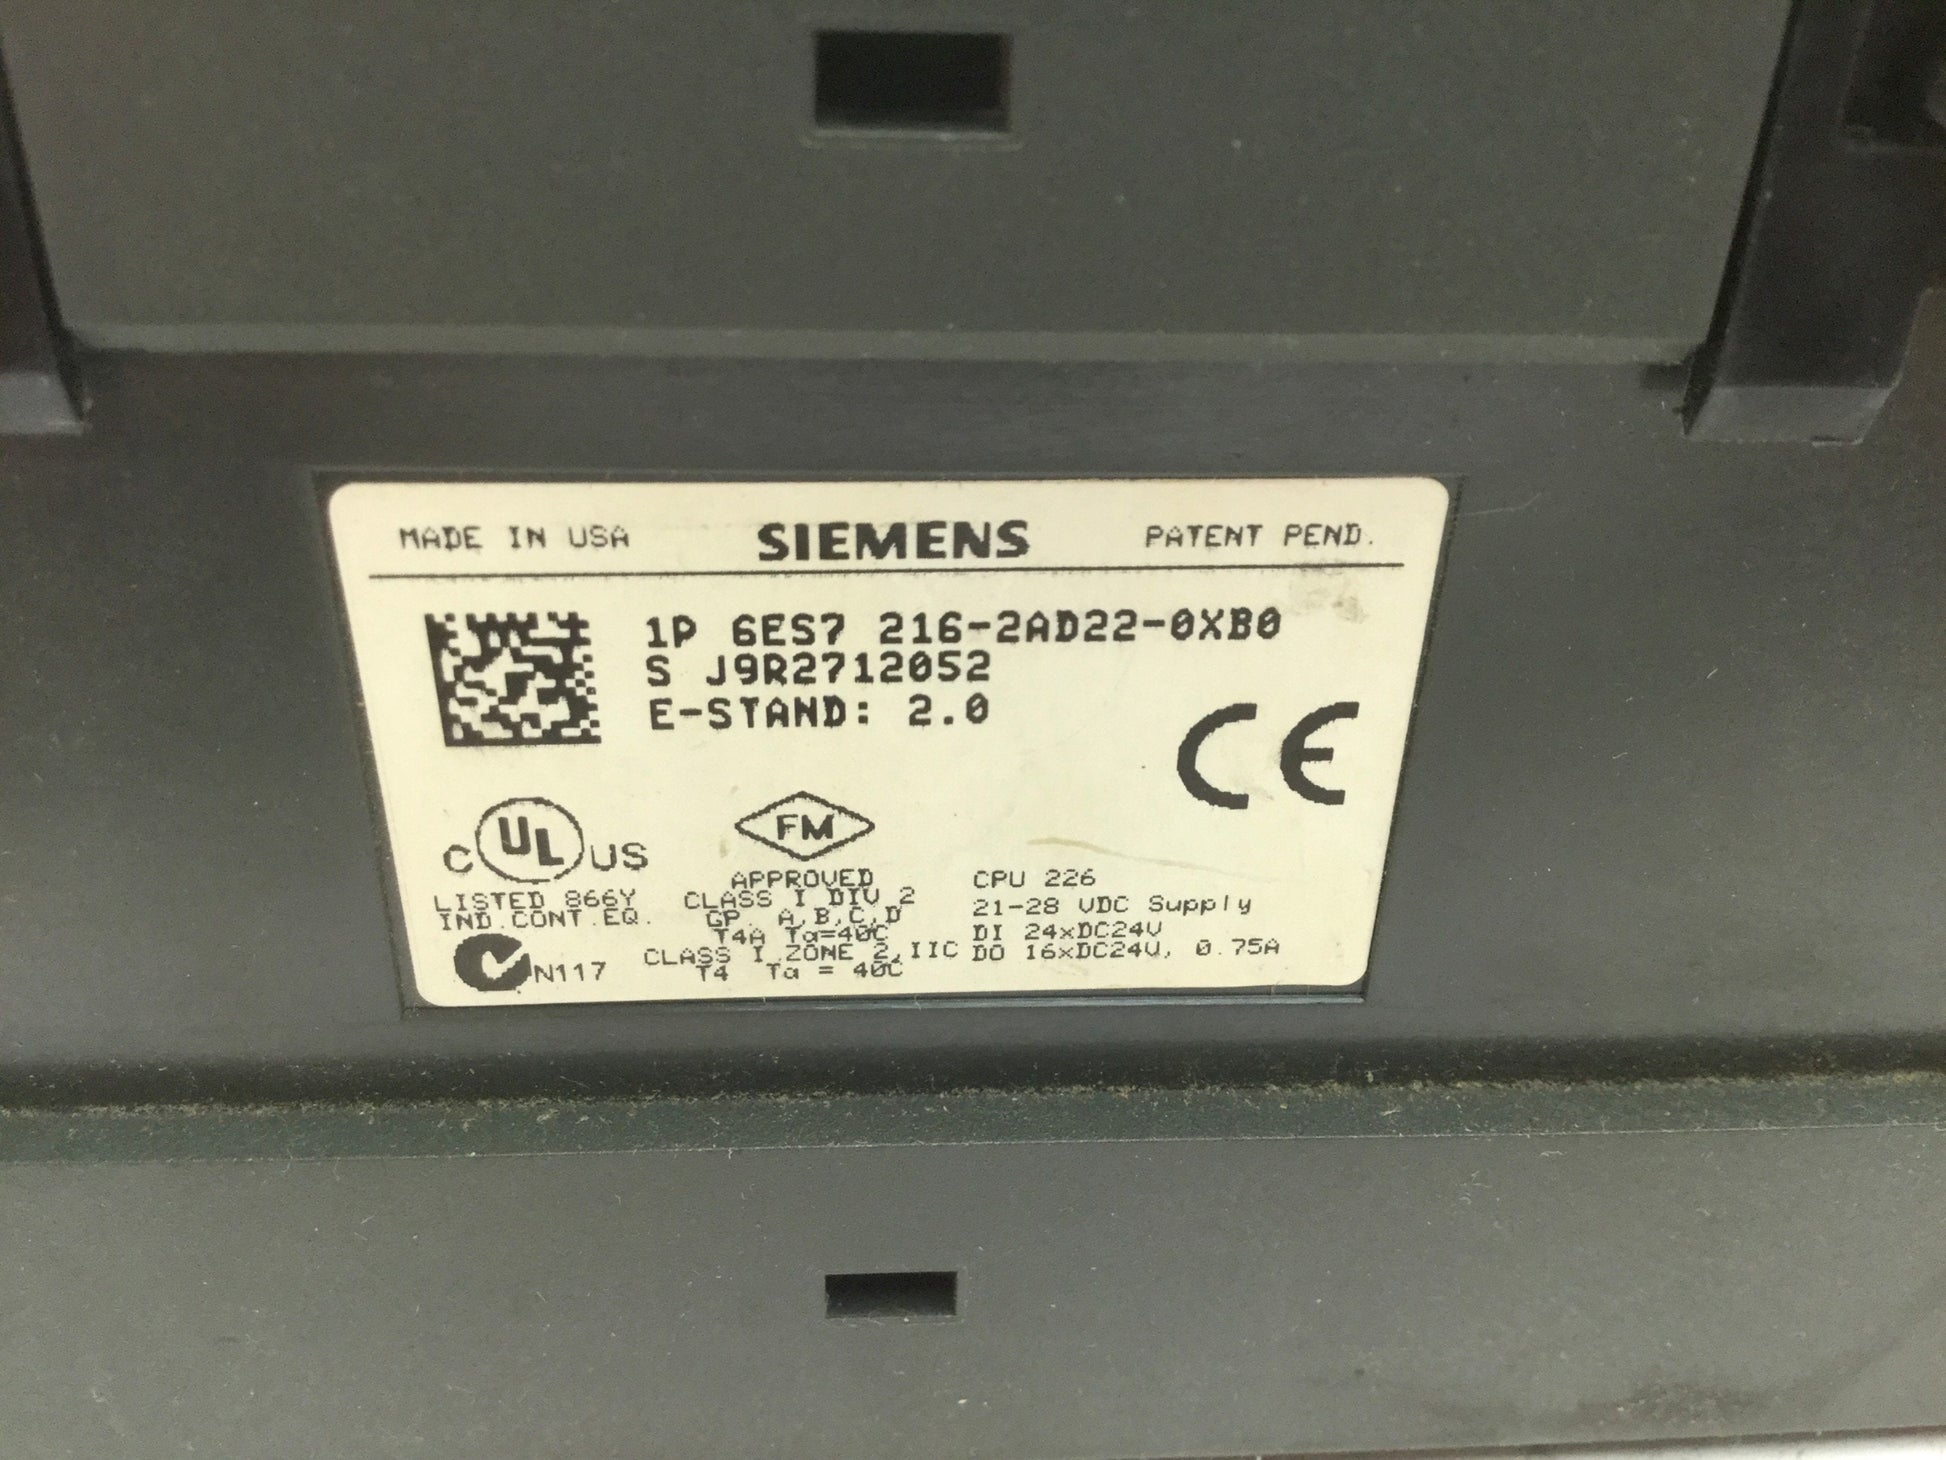 MADE IN USA SIEMENS PATENT PEND.
1P 6ES7 216-2AD22-0XB0
S J9R2712052
E-STAND: 2.0
CE
C UL US
LISTED 866Y
IND.CONT.EQ.
N117
FM
APPROVED
CLASS I DIV 2
GP. A,B,C,D
T4A Ta=40C
CLASS I ZONE 2,IIC
T4 Ta = 40C
CPU 226
21-28 VDC Supply
DI 24xDC24V
DO 16xDC24V, 0.75A